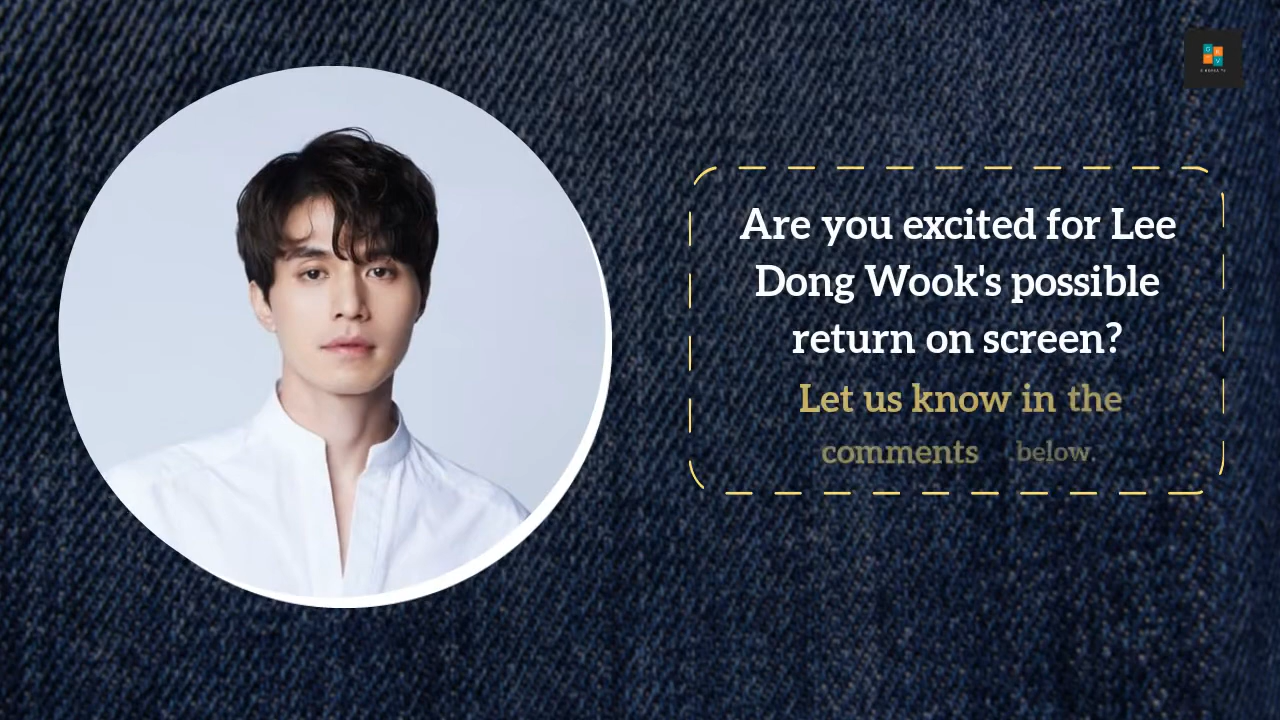 Are you excited for Lee
Dong Wook's possible
return on screen?
Let us know in the
comments below.